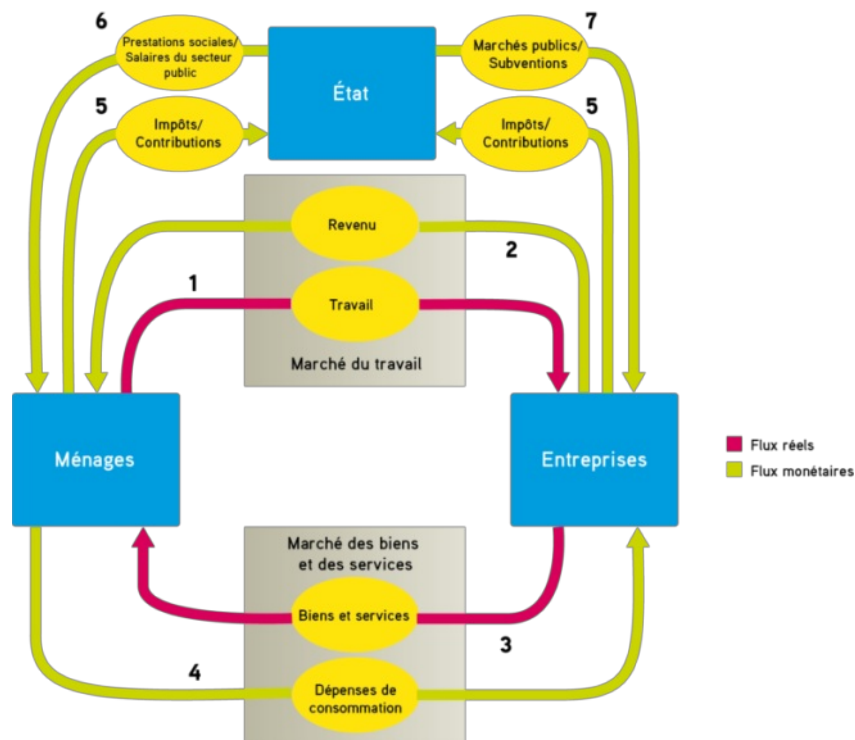 6
7
Prestations sociales/
Salaires du secteur
public
État
Marchés publics/
Subventions
5
5
Impôts/
Contributions
Impôts/
Contributions
Revenu
2
1
Travail
Marché du travail
Ménages
Entreprises
Flux réels
Flux monétaires
Marché des biens
et des services
Biens et services
3
4
Dépenses de
consommation